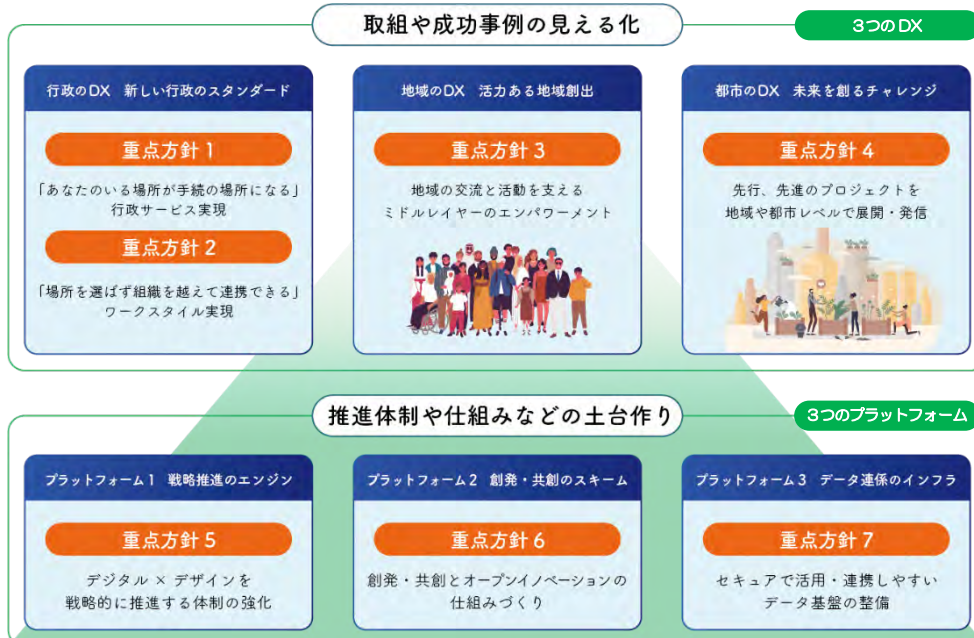 取組や成功事例の見える化
3つのDX
行政のDX 新しい行政のスタンダード
重点方針1
「あなたのいる場所が手続の場所になる」
行政サービス実現
重点方針2
「場所を選ばず組織を越えて連携できる」
ワークスタイル実現
地域のDX 活力ある地域創出
重点方針3
地域の交流と活動を支える
ミドルレイヤーのエンパワーメント
都市のDX 未来を創るチャレンジ
重点方針4
先行、先進のプロジェクトを
地域や都市レベルで展開・発信
推進体制や仕組みなどの土台作り
3つのプラットフォーム
プラットフォーム1 戦略推進のエンジン
重点方針5
デジタル × デザインを
戦略的に推進する体制の強化
プラットフォーム2 創発・共創のスキーム
重点方針6
創発・共創とオープンイノベーションの
仕組みづくり
プラットフォーム3 データ連係のインフラ
重点方針7
セキュアで活用・連携しやすい
データ基盤の整備